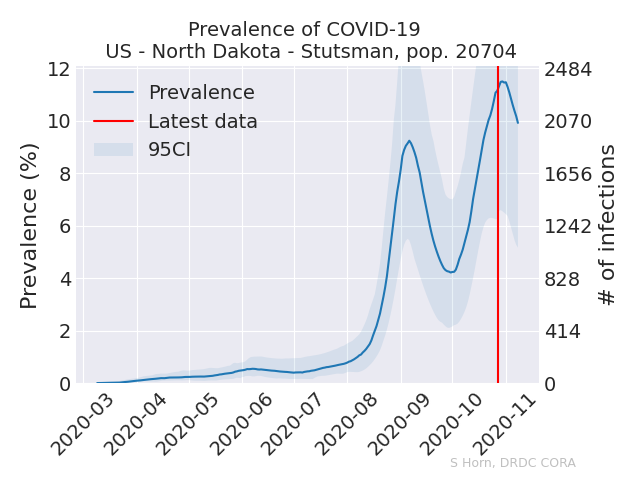 Prevalence of COVID-19
US - North Dakota - Stutsman, pop. 20704
Prevalence (%)
12
10
8
6
4
2
0
Prevalence
Latest data
95CI
2484
2070
1656
1242
828
414
0
# of infections
2020-03
2020-04
2020-05
2020-06
2020-07
2020-08
2020-09
2020-10
2020-11
S Horn, DRDC CORA